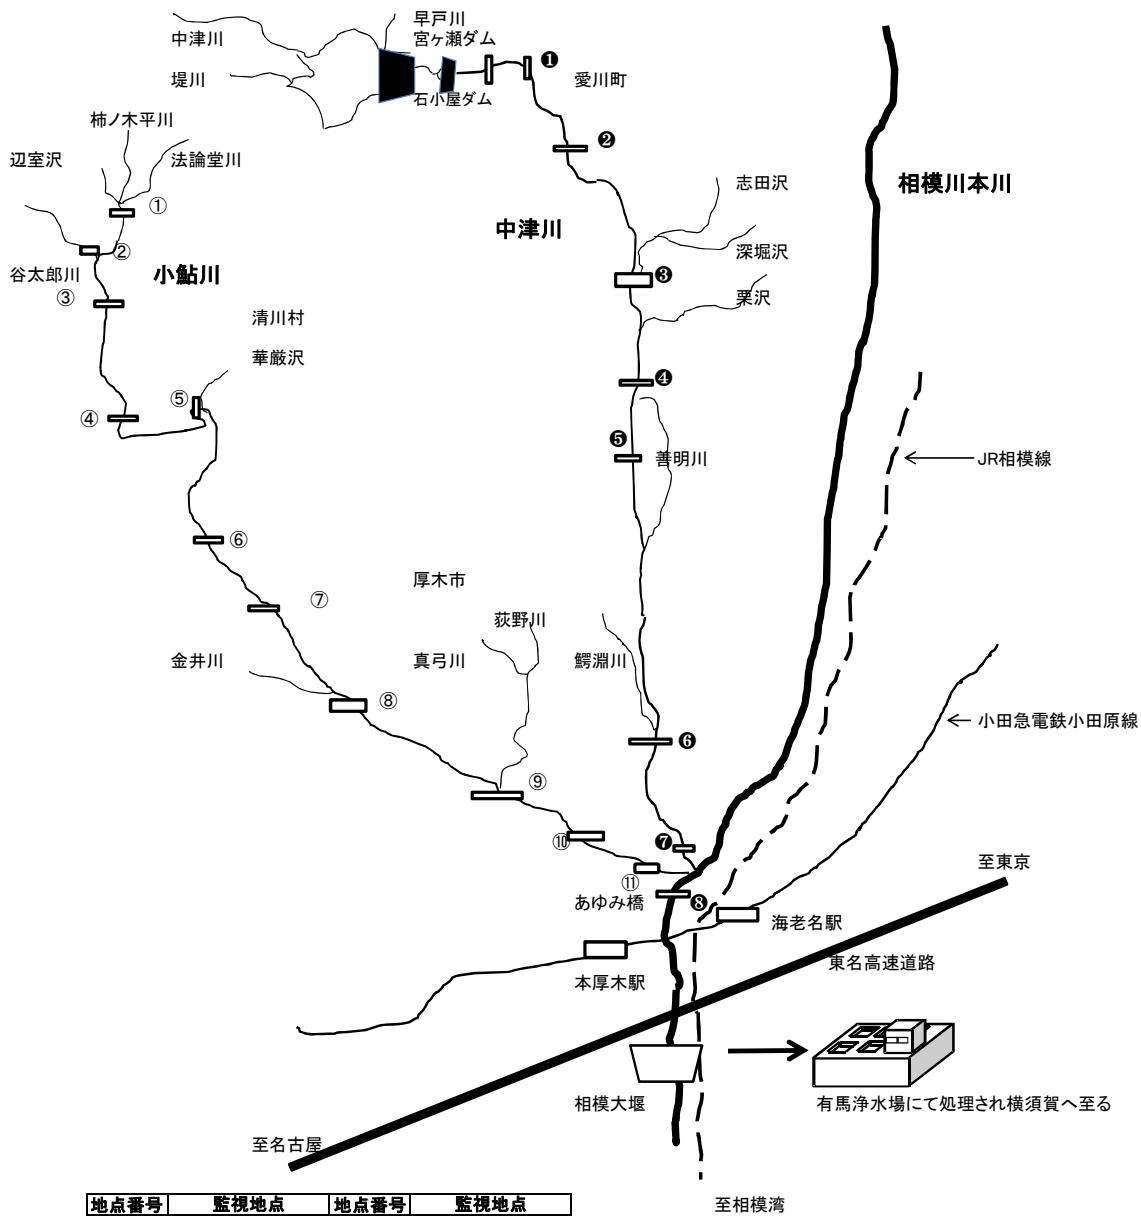 早戸川
中津川
宮ヶ瀬ダム
❶
堤川
石小屋ダム
愛川町
柿ノ木平川
❷
辺室沢
法論堂川
志田沢
相模川本川
①
中津川
②
深堀沢
谷太郎川
小鮎川
❸
③
栗沢
清川村
華厳沢
❹
⑤
④
❺
善明川
JR相模線
⑥
厚木市
⑦
荻野川
金井川
真弓川
鰐淵川
⑧
小田急電鉄小田原線
❻
⑨
⑩
❼
⑪
至東京
あゆみ橋
❽
海老名駅
東名高速道路
本厚木駅
相模大堰
有馬浄水場にて処理され横須賀へ至る
至名古屋
地点番号 監視地点 地点番号 監視地点
至相模湾